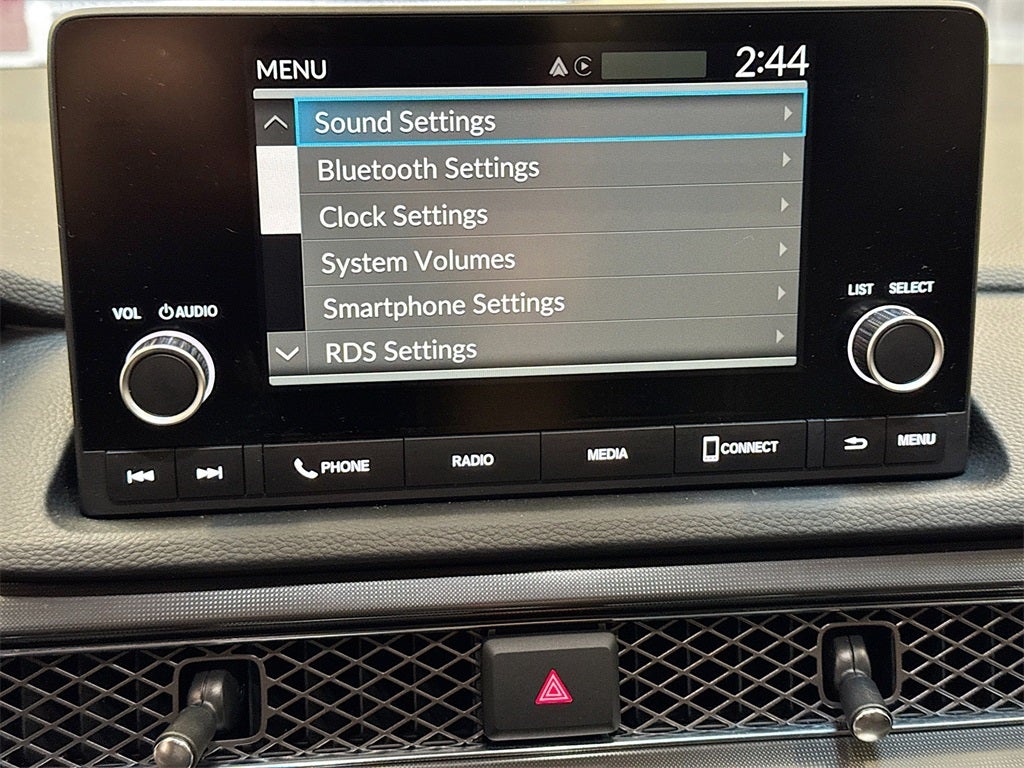 MENU 2:44
Sound Settings
Bluetooth Settings
Clock Settings
System Volumes
Smartphone Settings
RDS Settings
VOL AUDIO
LIST SELECT
PHONE RADIO MEDIA CONNECT MENU